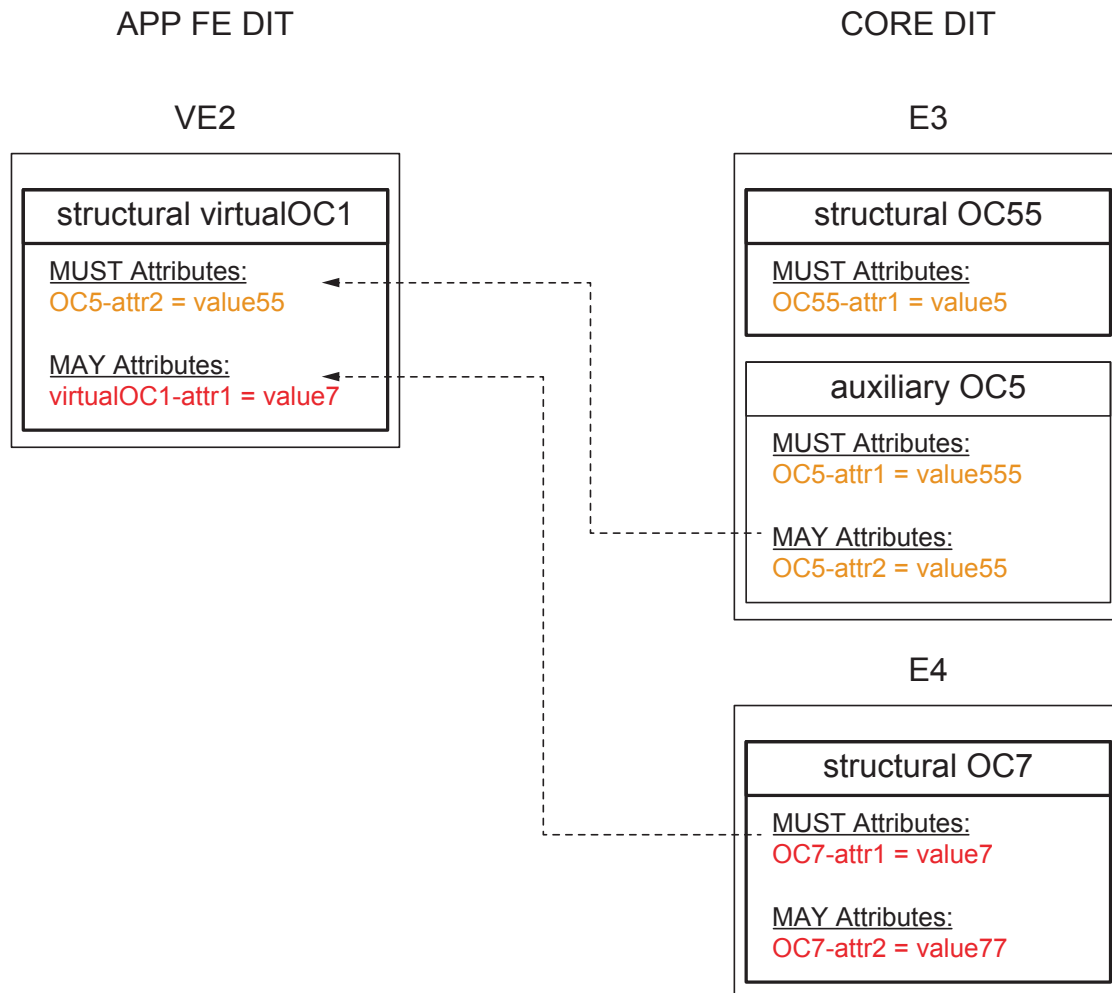 APP FE DIT
CORE DIT
VE2
structural virtualOC1
MUST Attributes:
OC5-attr2 = value55
MAY Attributes:
virtualOC1-attr1 = value7
E3
structural OC55
MUST Attributes:
OC55-attr1 = value5
auxiliary OC5
MUST Attributes:
OC5-attr1 = value555
MAY Attributes:
OC5-attr2 = value55
E4
structural OC7
MUST Attributes:
OC7-attr1 = value7
MAY Attributes:
OC7-attr2 = value77